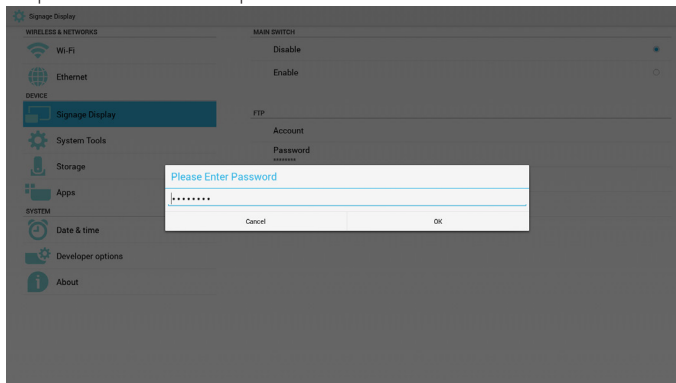 Signage Display
WIRELESS & NETWORKS
Wi-Fi
Ethernet
DEVICE
Signage Display
System Tools
Storage
Apps
SYSTEM
Date & time
Developer options
About
MAIN SWITCH
Disable
Enable
FTP
Account
Password
********
Please Enter Password
••••••••
Cancel OK